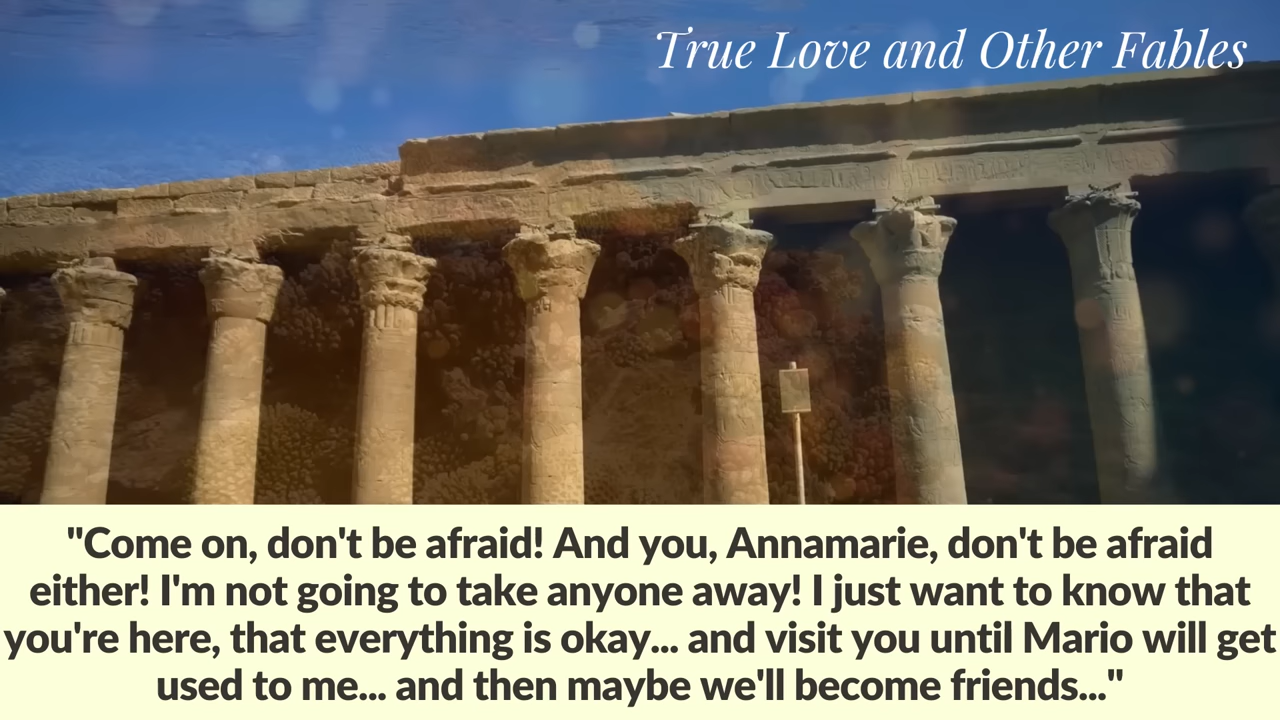 True Love and Other Fables
"Come on, don't be afraid! And you, Annamarie, don't be afraid
either! I'm not going to take anyone away! I just want to know that
you're here, that everything is okay... and visit you until Mario will get
used to me... and then maybe we'll become friends..."